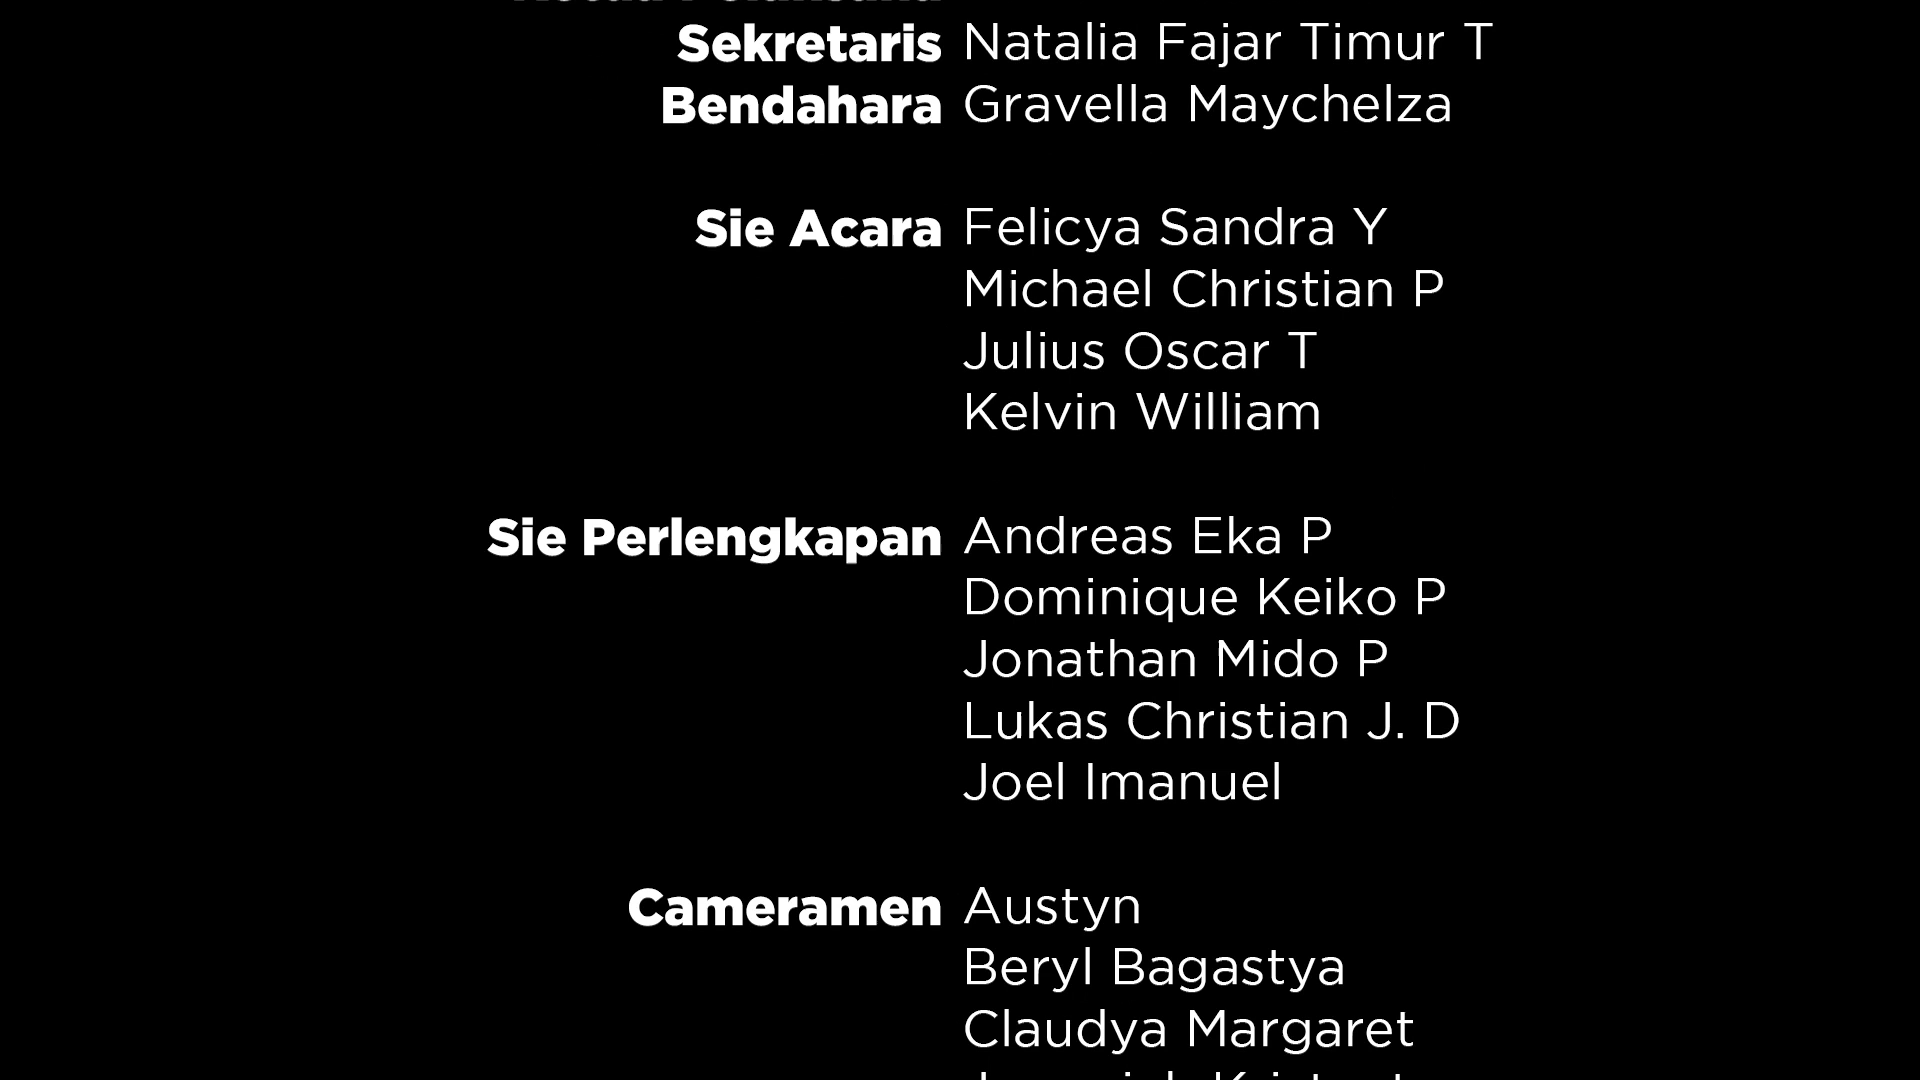 Sekretaris Natalia Fajar Timur T
Bendahara Gravella Maychelza
Sie Acara Felicya Sandra Y
Michael Christian P
Julius Oscar T
Kelvin William
Sie Perlengkapan Andreas Eka P
Dominique Keiko P
Jonathan Mido P
Lukas Christian J. D
Joel Imanuel
Cameramen Austyn
Beryl Bagastya
Claudya Margaret